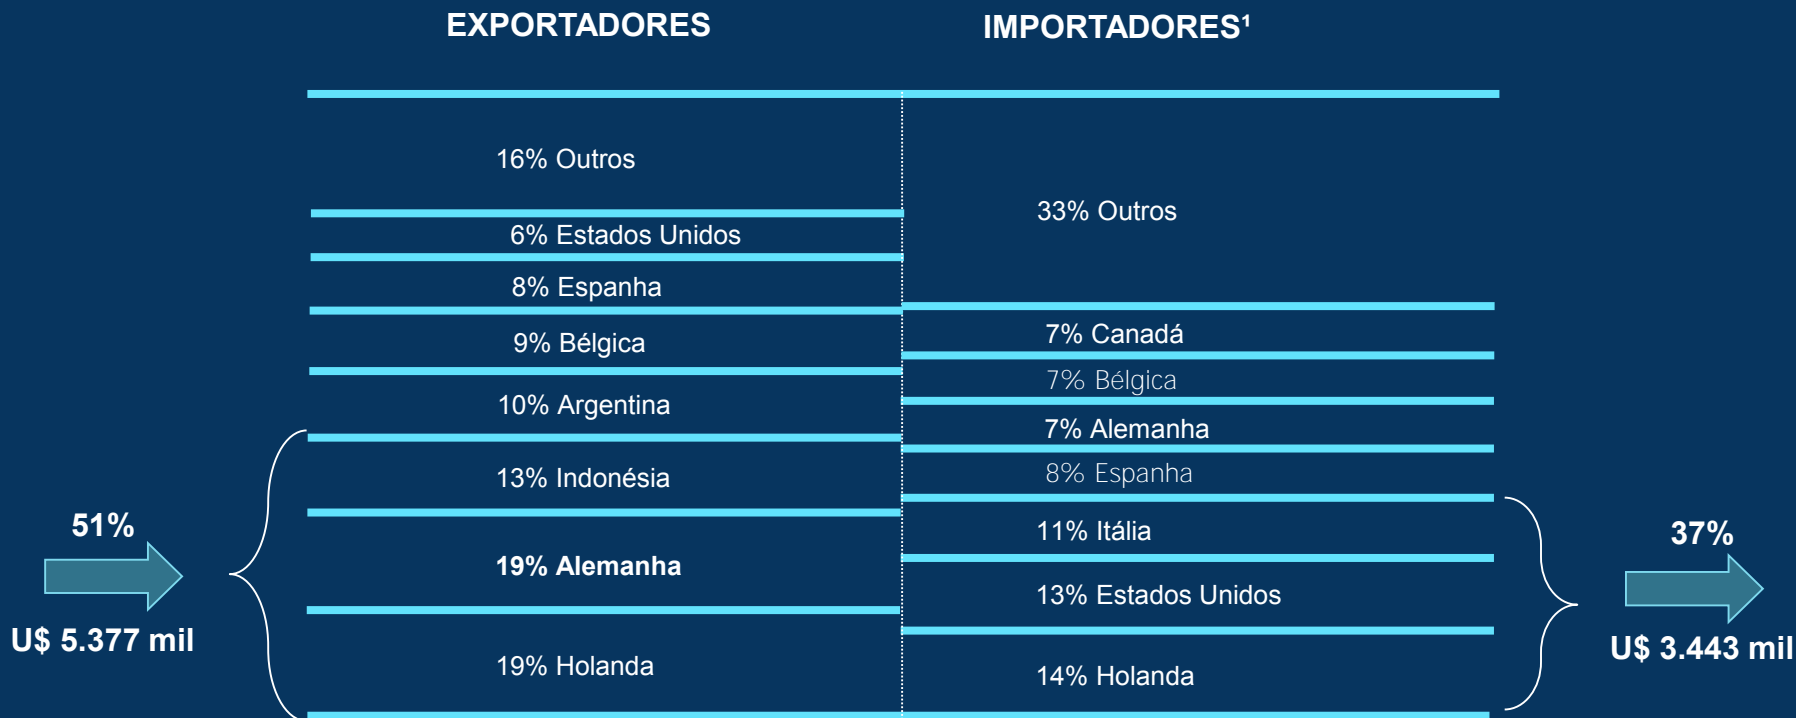 EXPORTADORES
IMPORTADORES¹
16% Outros
6% Estados Unidos
8% Espanha
9% Bélgica
10% Argentina
13% Indonésia
19% Alemanha
19% Holanda
33% Outros
7% Canadá
7% Bélgica
7% Alemanha
8% Espanha
11% Itália
13% Estados Unidos
14% Holanda
51%
U$ 5.377 mil
37%
U$ 3.443 mil